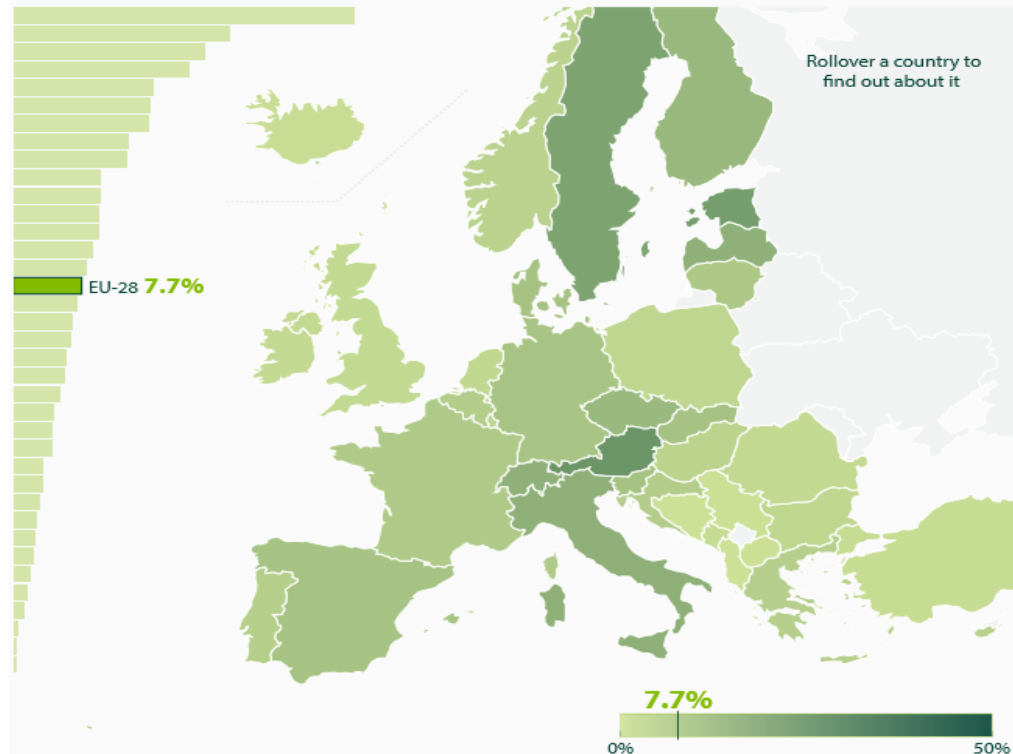 Rollover a country to
find out about it
EU-28 7.7%
7.7%
0%
50%